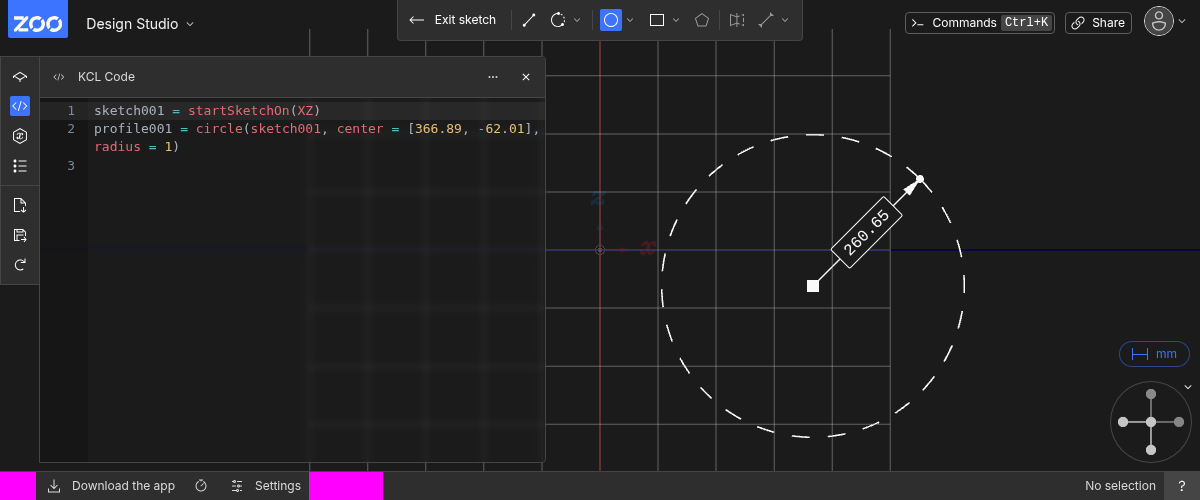 ZOO
Design Studio
Exit sketch
Commands Ctrl+K
Share
KCL Code
1 sketch001 = startSketchOn(XZ)
2 profile001 = circle(sketch001, center = [366.89, -62.01],
radius = 1)
3
z
x
260.65
mm
Download the app
Settings
No selection
?